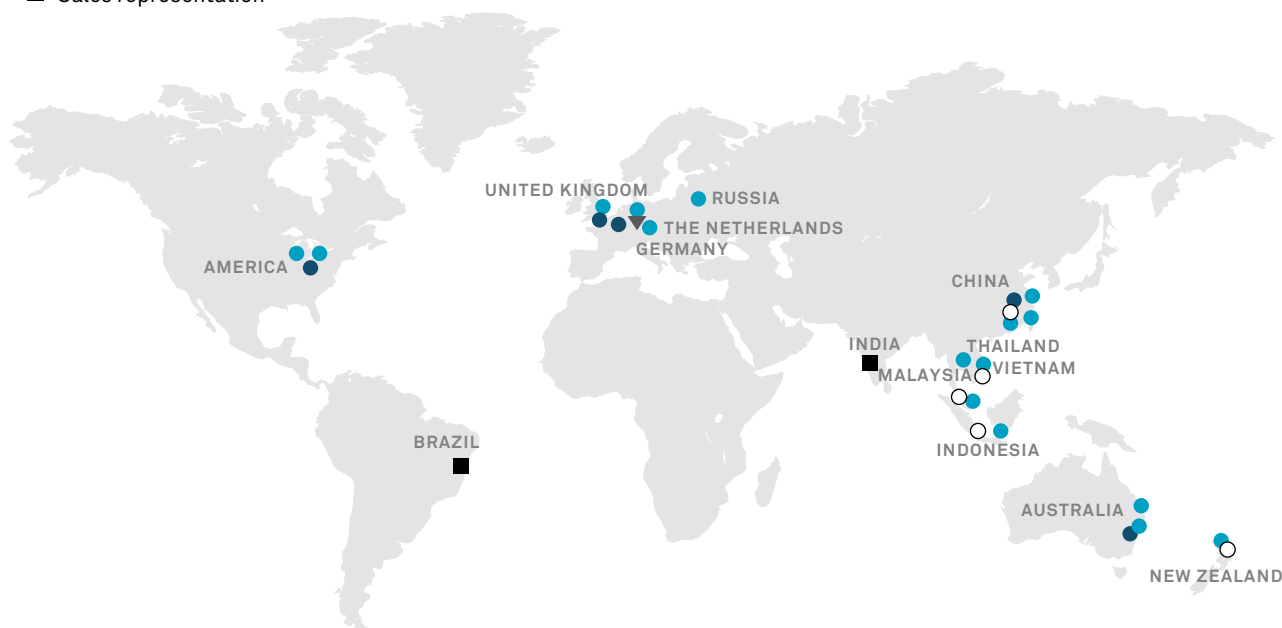 Sales representation
UNITED KINGDOM
RUSSIA
THE NETHERLANDS
GERMANY
AMERICA
CHINA
INDIA
THAILAND
VIETNAM
MALAYSIA
BRAZIL
INDONESIA
AUSTRALIA
NEW ZEALAND